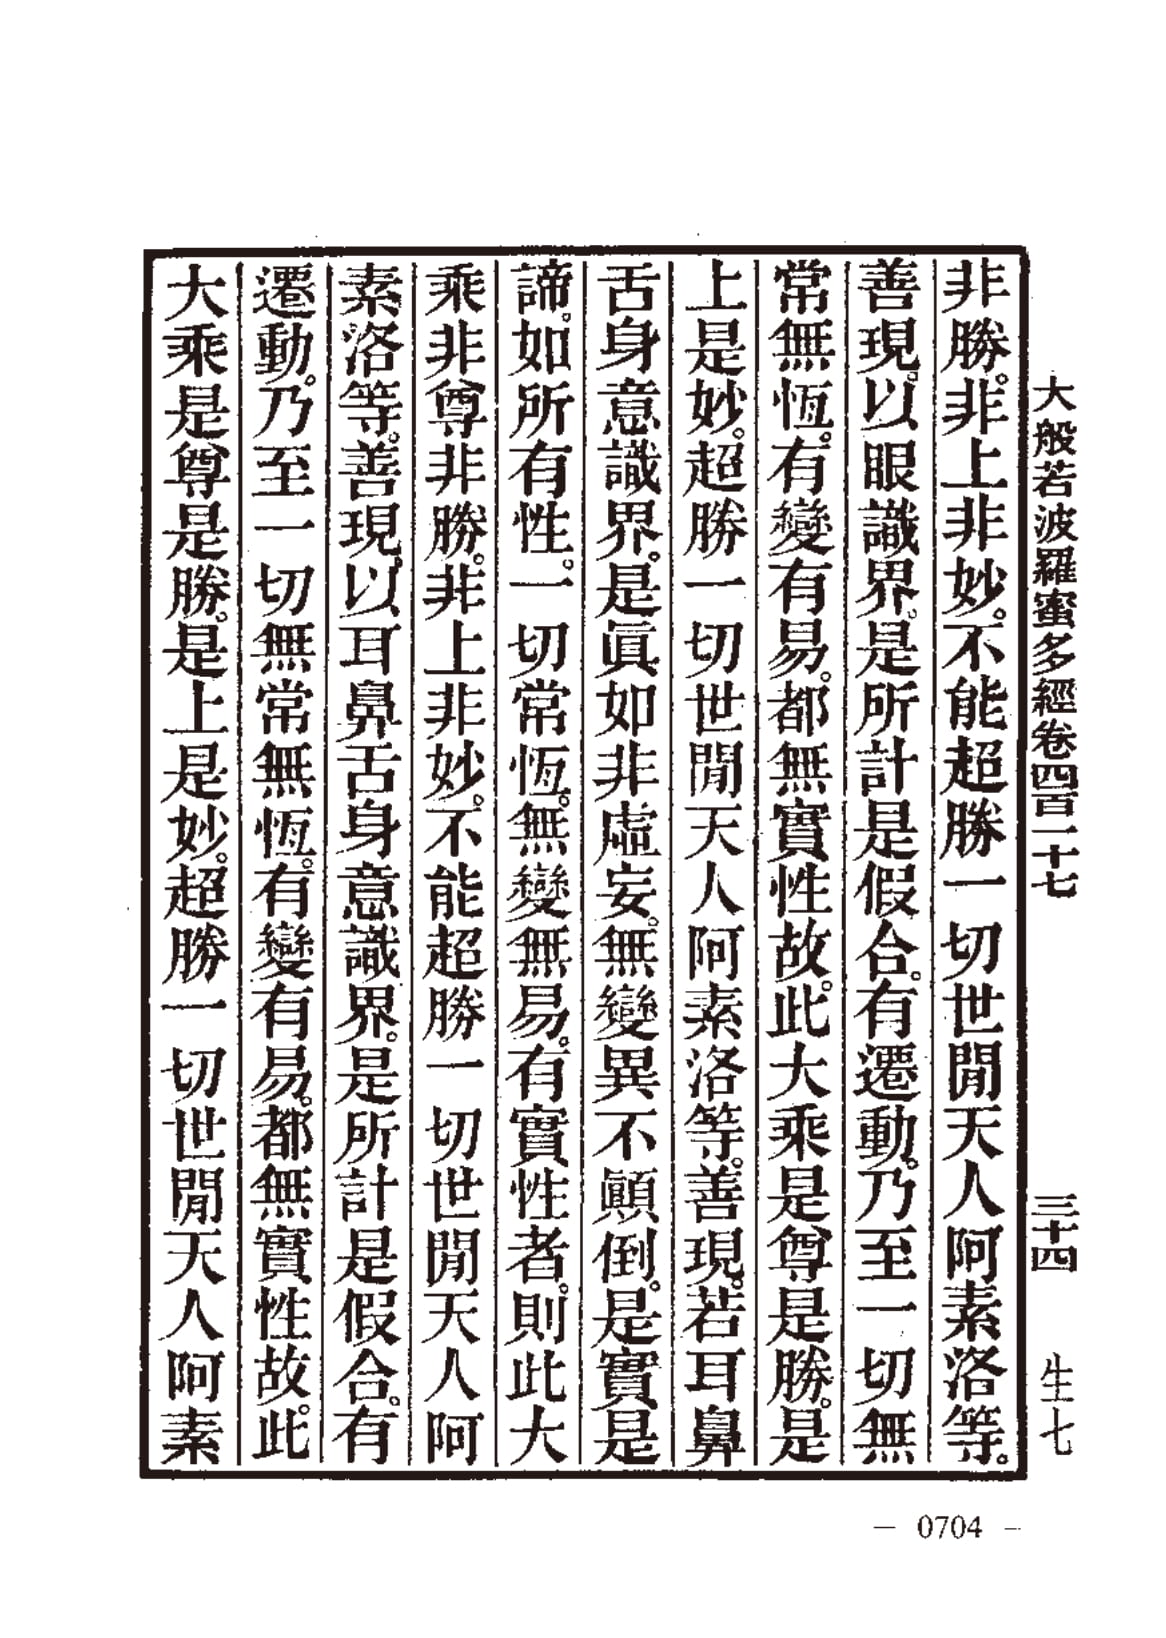 大般若波羅蜜多經卷四百一十七　三十四　生七
非勝。非上非妙。不能超勝一切世閒天人阿素洛等。
善現。以眼識界。是所計是假合。有遷動。乃至一切無
常無恆。有變有易。都無實性故。此大乘是尊是勝。是
上是妙。超勝一切世閒天人阿素洛等。善現。若耳鼻
舌身意識界。是眞如非虛妄。無變異不顚倒。是實是
諦。如所有性。一切常恆。無變無易。有實性者。則此大
乘非尊非勝。非上非妙。不能超勝一切世閒天人阿
素洛等。善現。以耳鼻舌身意識界。是所計是假合。有
遷動。乃至一切無常無恆。有變有易。都無實性故。此
大乘是尊是勝。是上是妙。超勝一切世閒天人阿素
— 0704 —